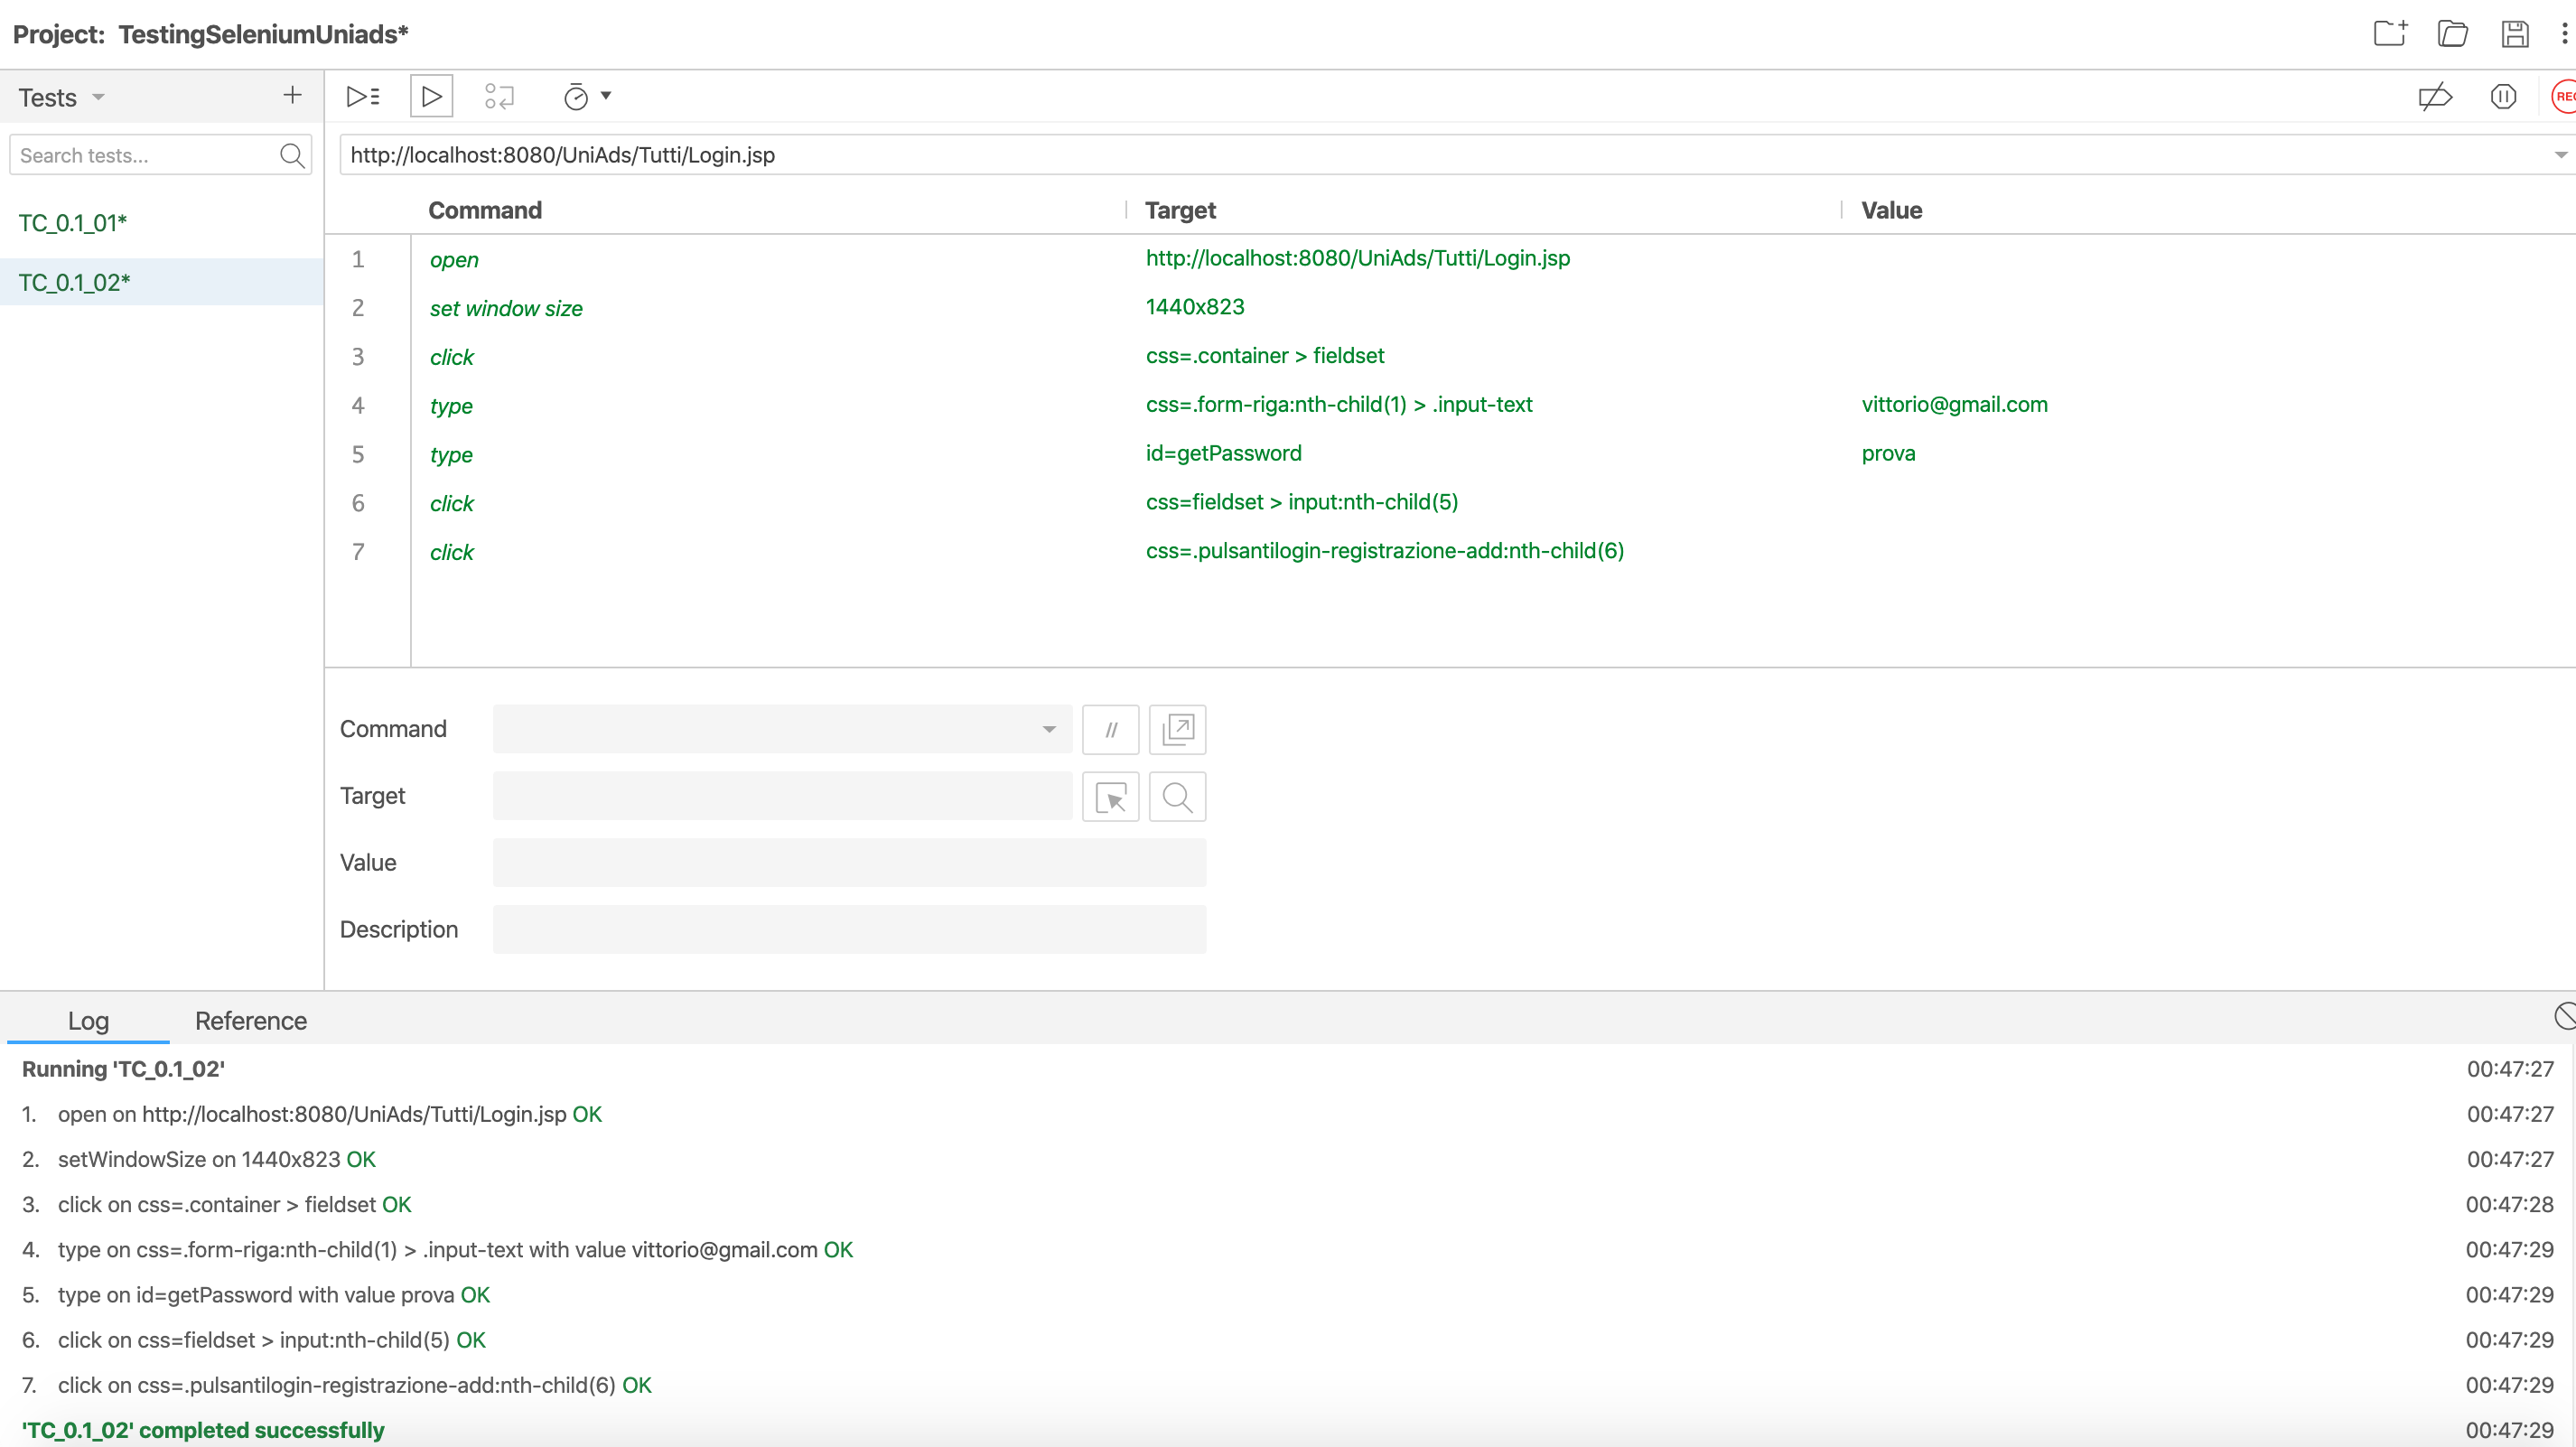 Project: TestingSeleniumUniads*
Tests
Search tests...
http://localhost:8080/UniAds/Tutti/Login.jsp
REC
TC_0.1_01*
TC_0.1_02*
Command Target Value
1 open http://localhost:8080/UniAds/Tutti/Login.jsp
2 set window size 1440x823
3 click css=.container > fieldset
4 type css=.form-riga:nth-child(1) > .input-text vittorio@gmail.com
5 type id=getPassword prova
6 click css=fieldset > input:nth-child(5)
7 click css=.pulsantilogin-registrazione-add:nth-child(6)
Command //
Target
Value
Description
Log Reference
Running 'TC_0.1_02' 00:47:27
1. open on http://localhost:8080/UniAds/Tutti/Login.jsp OK 00:47:27
2. setWindowSize on 1440x823 OK 00:47:27
3. click on css=.container > fieldset OK 00:47:28
4. type on css=.form-riga:nth-child(1) > .input-text with value vittorio@gmail.com OK 00:47:29
5. type on id=getPassword with value prova OK 00:47:29
6. click on css=fieldset > input:nth-child(5) OK 00:47:29
7. click on css=.pulsantilogin-registrazione-add:nth-child(6) OK 00:47:29
'TC_0.1_02' completed successfully 00:47:29